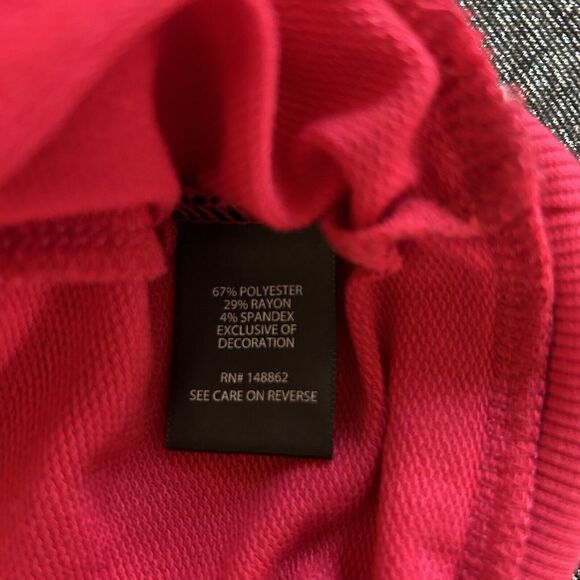 67% POLYESTER
29% RAYON
4% SPANDEX
EXCLUSIVE OF
DECORATION
RN# 148862
SEE CARE ON REVERSE